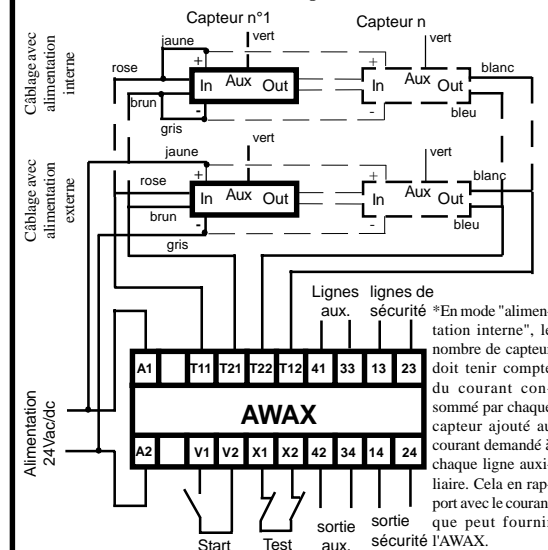 Capteur n°1
Capteur n
Câblage avec
alimentation
interne
jaune
vert
vert
rose
+
In
Aux
Out
+
In
Aux
Out
blanc
brun
-
-
bleu
gris
Câblage avec
alimentation
externe
jaune
vert
vert
rose
+
In
Aux
Out
+
In
Aux
Out
blanc
brun
-
-
bleu
gris
Lignes
aux.
lignes de
sécurité
A1
T11
T21
T22
T12
41
33
13
23
AWAX
A2
V1
V2
X1
X2
42
34
14
24
Alimentation
24Vac/dc
Start
Test
sortie
aux.
sortie
sécurité
*En mode "alimen-
tation interne", le
nombre de capteur
doit tenir compte
du courant con-
sommé par chaque
capteur ajouté au
courant demandé à
chaque ligne auxi-
liaire. Cela en rap-
port avec le courant
que peut fournir
l'AWAX.